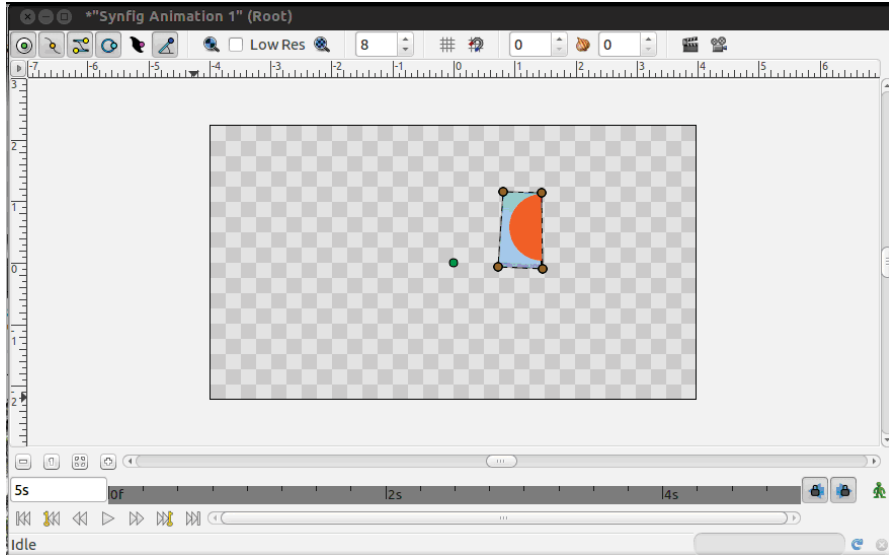 *"Synfig Animation 1" (Root)
Low Res 8 0 0
-7 -6 -5 -4 -3 -2 -1 0 1 2 3 4 5 6
3
2
1
0
-1
-2
5s 0f 2s 4s
Idle